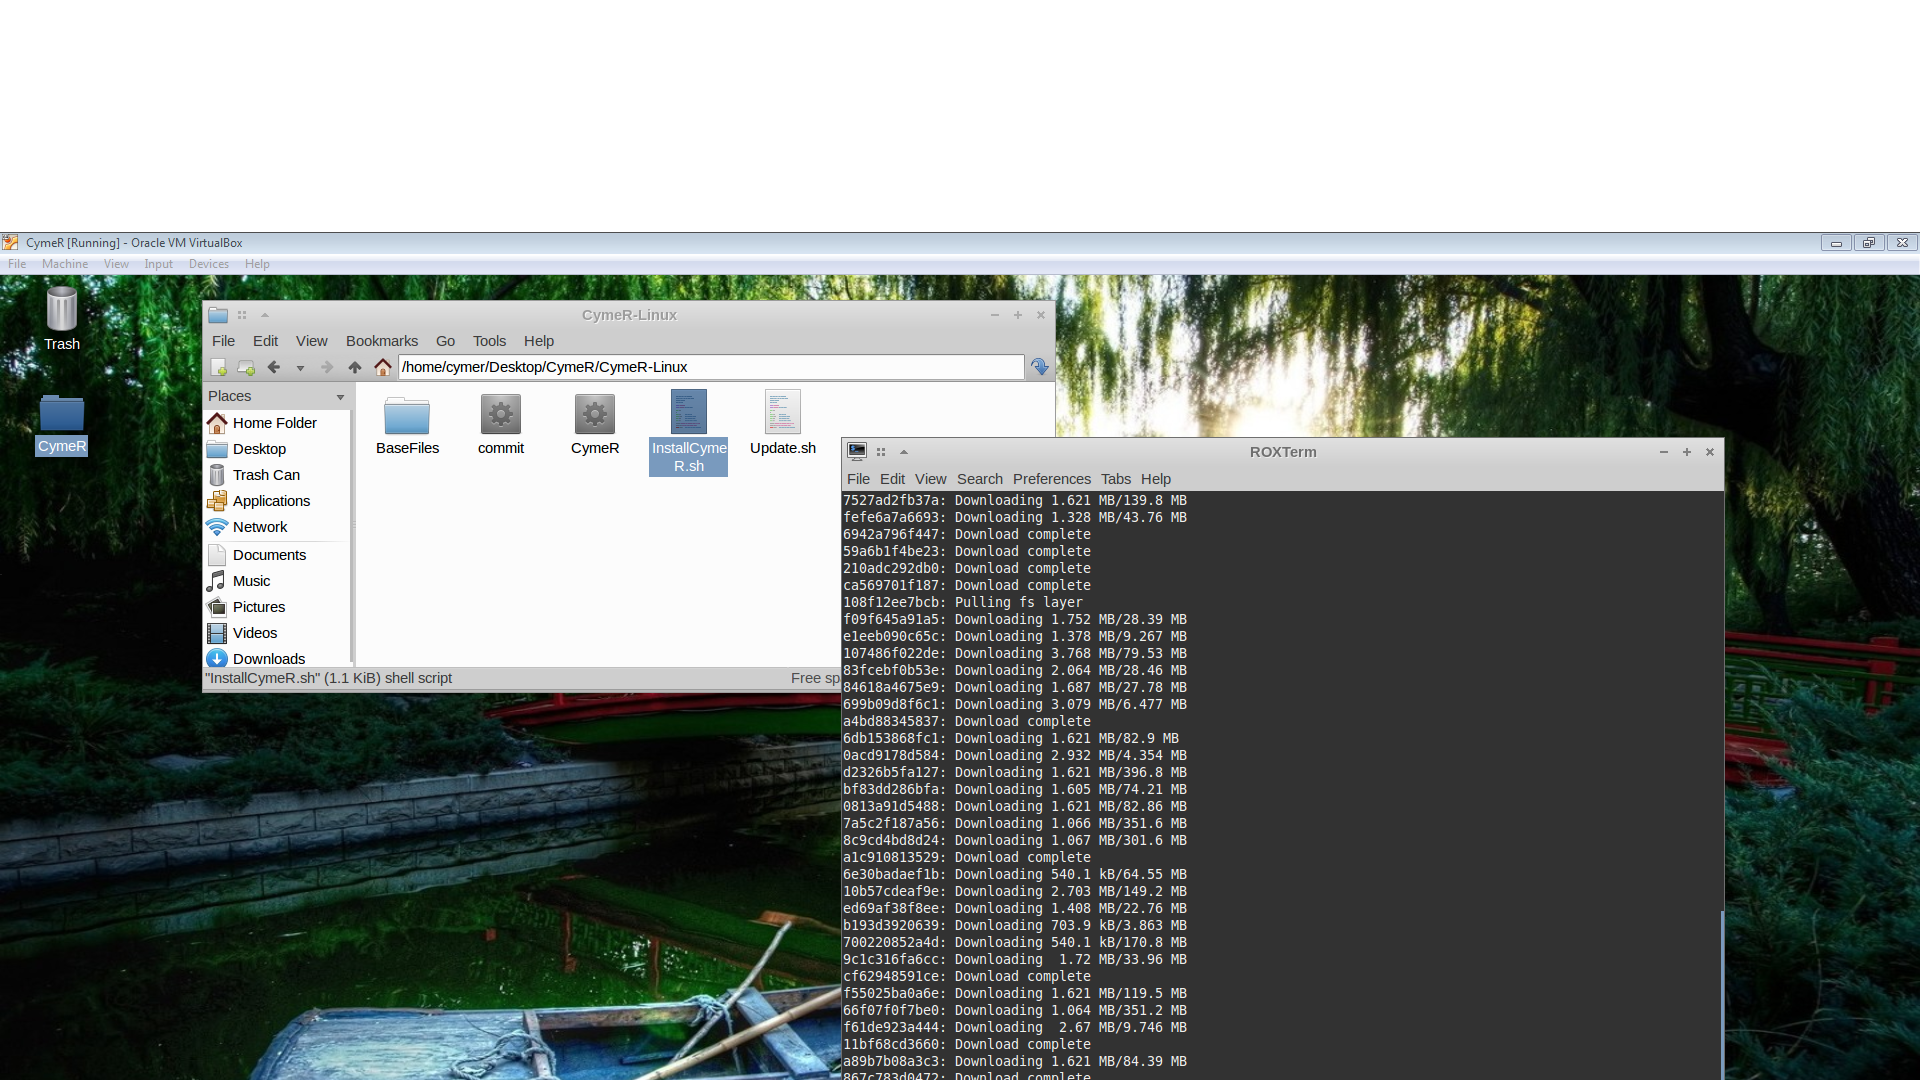 CymeR [Running] - Oracle VM VirtualBox
File Machine View Input Devices Help
Trash
CymeR
CymeR-Linux
File Edit View Bookmarks Go Tools Help
/home/cymer/Desktop/CymeR/CymeR-Linux
Places
Home Folder
Desktop
Trash Can
Applications
Network
Documents
Music
Pictures
Videos
Downloads
BaseFiles
commit
CymeR
InstallCyme
R.sh
Update.sh
"InstallCymeR.sh" (1.1 KiB) shell script
Free sp
ROXTerm
File Edit View Search Preferences Tabs Help
7527ad2fb37a: Downloading 1.621 MB/139.8 MB
fefe6a7a6693: Downloading 1.328 MB/43.76 MB
6942a796f447: Download complete
59a6b1f4be23: Download complete
210adc292db0: Download complete
ca569701f187: Download complete
108f12ee7bcb: Pulling fs layer
f09f645a91a5: Downloading 1.752 MB/28.39 MB
e1eeb090c65c: Downloading 1.378 MB/9.267 MB
107486f022de: Downloading 3.768 MB/79.53 MB
83fcebf0b53e: Downloading 2.064 MB/28.46 MB
84618a4675e9: Downloading 1.687 MB/27.78 MB
699b09d8f6c1: Downloading 3.079 MB/6.477 MB
a4bd88345837: Download complete
6db153868fc1: Downloading 1.621 MB/82.9 MB
0acd9178d584: Downloading 2.932 MB/4.354 MB
d2326b5fa127: Downloading 1.621 MB/396.8 MB
bf83dd286bfa: Downloading 1.605 MB/74.21 MB
0813a91d5488: Downloading 1.621 MB/82.86 MB
7a5c2f187a56: Downloading 1.066 MB/351.6 MB
8c9cd4bd8d24: Downloading 1.067 MB/301.6 MB
a1c910813529: Download complete
6e30badaef1b: Downloading 540.1 kB/64.55 MB
10b57cdeaf9e: Downloading 2.703 MB/149.2 MB
ed69af38f8ee: Downloading 1.408 MB/22.76 MB
b193d3920639: Downloading 703.9 kB/3.863 MB
700220852a4d: Downloading 540.1 kB/170.8 MB
9c1c316fa6cc: Downloading  1.72 MB/33.96 MB
cf62948591ce: Download complete
f55025ba0a6e: Downloading 1.621 MB/119.5 MB
66f07f0f7be0: Downloading 1.064 MB/351.2 MB
f61de923a444: Downloading  2.67 MB/9.746 MB
11bf68cd3660: Download complete
a89b7b08a3c3: Downloading 1.621 MB/84.39 MB
867c783d0472: Download complete